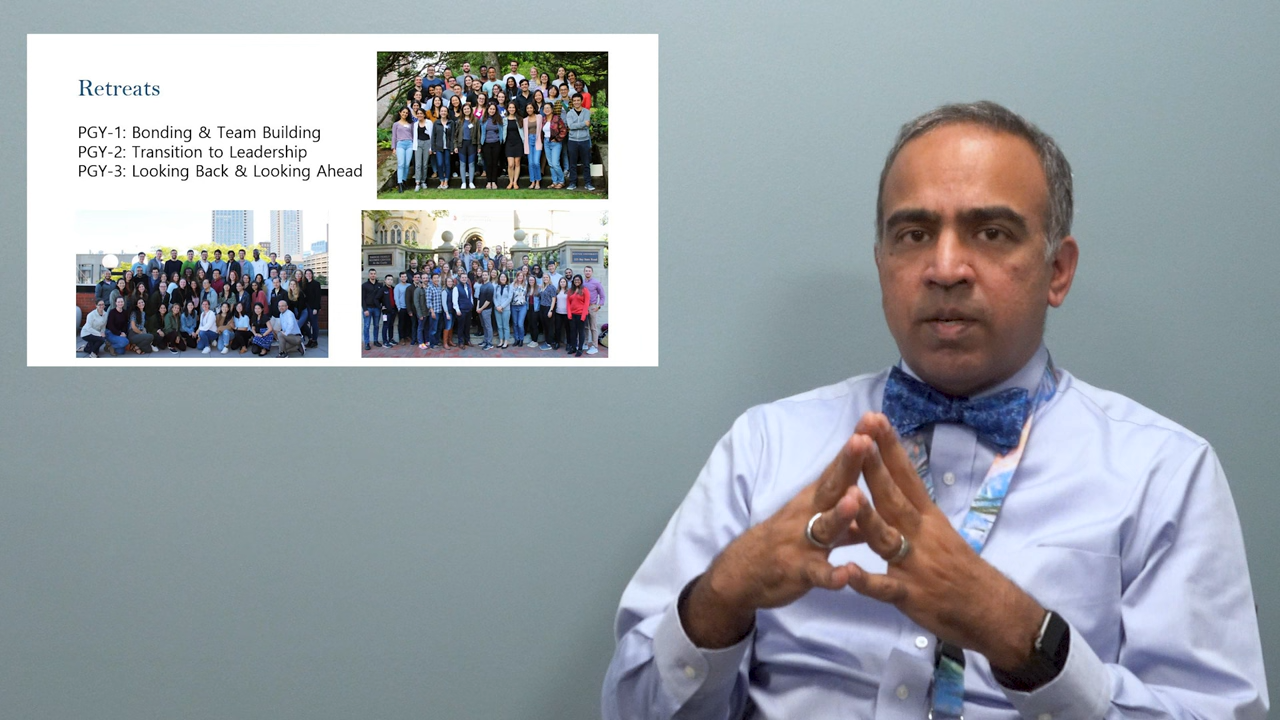 Retreats
PGY-1: Bonding & Team Building
PGY-2: Transition to Leadership
PGY-3: Looking Back & Looking Ahead